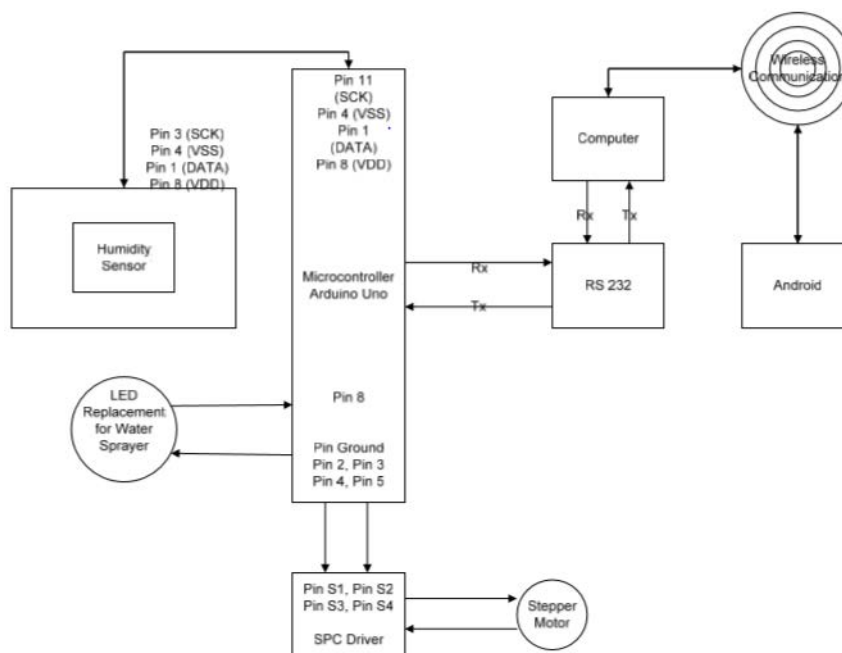 Pin 11
(SCK)
Pin 4 (VSS)
Pin 1
(DATA)
Pin 8 (VDD)
Wireless
Communication
Computer
Pin 3 (SCK)
Pin 4 (VSS)
Pin 1 (DATA)
Pin 8 (VDD)
Rx
Tx
Humidity
Sensor
Microcontroller
Arduino Uno
Rx
Tx
RS 232
Android
LED
Replacement
for Water
Sprayer
Pin 8
Pin Ground
Pin 2, Pin 3
Pin 4, Pin 5
Pin S1, Pin S2
Pin S3, Pin S4
SPC Driver
Stepper
Motor